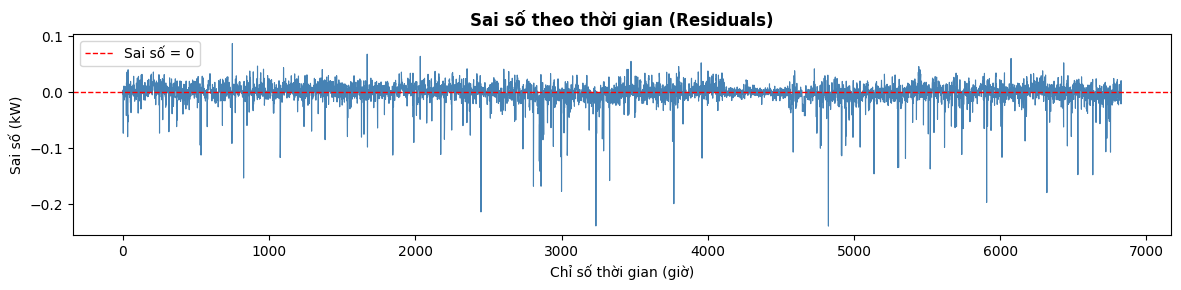 Sai số theo thời gian (Residuals)
Sai số = 0
Sai số (kW)
0.1
0.0
−0.1
−0.2
0 1000 2000 3000 4000 5000 6000 7000
Chỉ số thời gian (giờ)